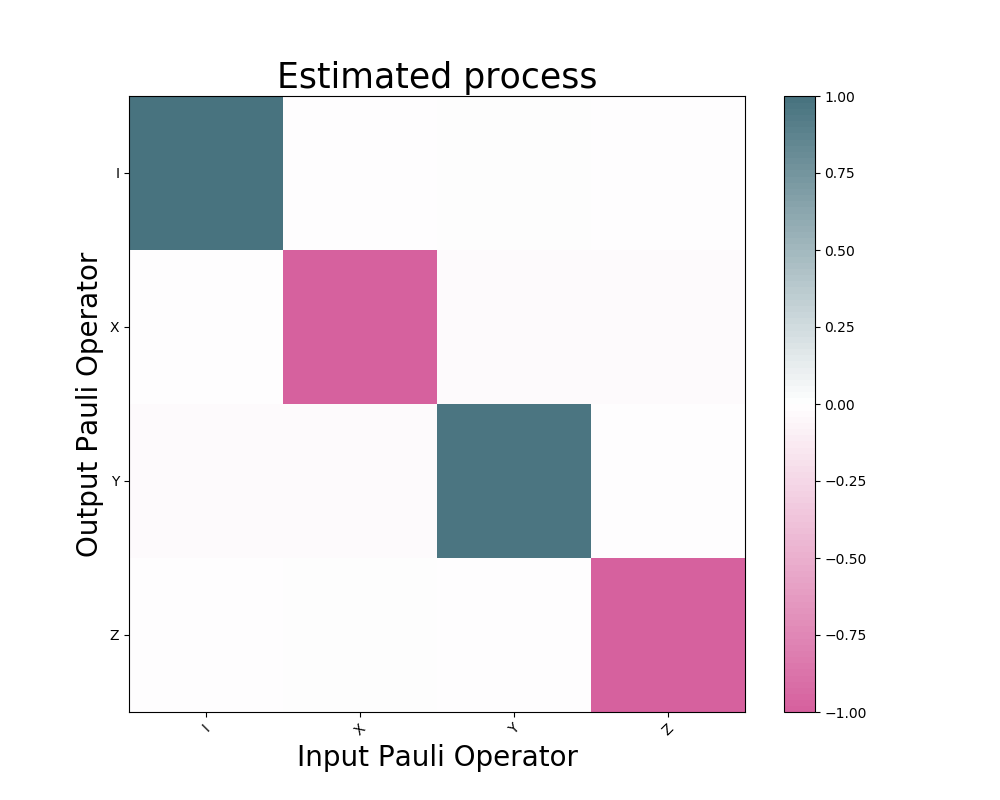 Estimated process
Output Pauli Operator
I
X
Y
Z
I
X
Y
Z
Input Pauli Operator
1.00
0.75
0.50
0.25
0.00
−0.25
−0.50
−0.75
−1.00